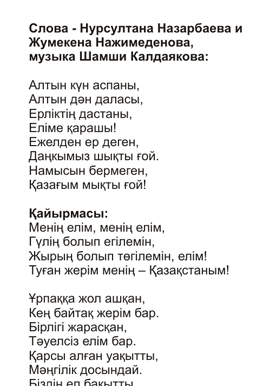 Слова - Нурсултана Назарбаева и
Жумекена Нажимеденова,
музыка Шамши Калдаякова:
Алтын күн аспаны,
Алтын дән даласы,
Ерліктің дастаны,
Еліме қарашы!
Ежелден ер деген,
Даңкымыз шықты ғой.
Намысын бермеген,
Қазағым мықты ғой!
Қайырмасы:
Менің елім, менің елім,
Гүлің болып егілемін,
Жырың болып төгілемін, елім!
Туған жерім менің – Қазақстаным!
Ұрпаққа жол ашқан,
Кең байтақ жерім бар.
Бірлігі жарасқан,
Тәуелсіз елім бар.
Қарсы алған уақытты,
Мәңгілік досындай.
Біздің ел бақытты